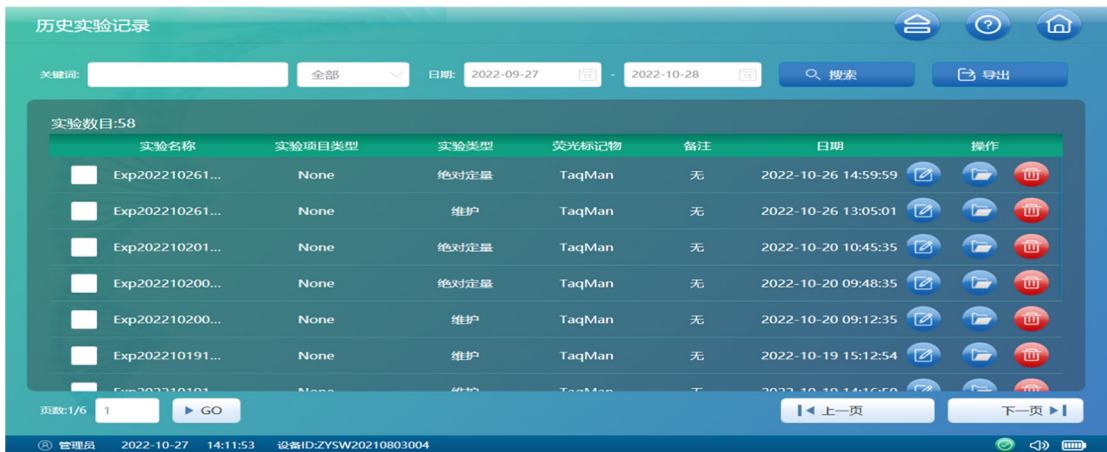 历史实验记录
关键词: 全部 日期: 2022-09-27 - 2022-10-28 搜索 导出
实验数目:58
实验名称 实验项目类型 实验类型 荧光标记物 备注 日期 操作
Exp202210261... None 绝对定量 TaqMan 无 2022-10-26 14:59:59
Exp202210261... None 维护 TaqMan 无 2022-10-26 13:05:01
Exp202210201... None 绝对定量 TaqMan 无 2022-10-20 10:45:35
Exp202210200... None 绝对定量 TaqMan 无 2022-10-20 09:48:35
Exp202210200... None 维护 TaqMan 无 2022-10-20 09:12:35
Exp202210191... None 维护 TaqMan 无 2022-10-19 15:12:54
页数:1/6 1 GO 上一页 下一页
管理员 2022-10-27 14:11:53 设备ID:ZYSW20210803004